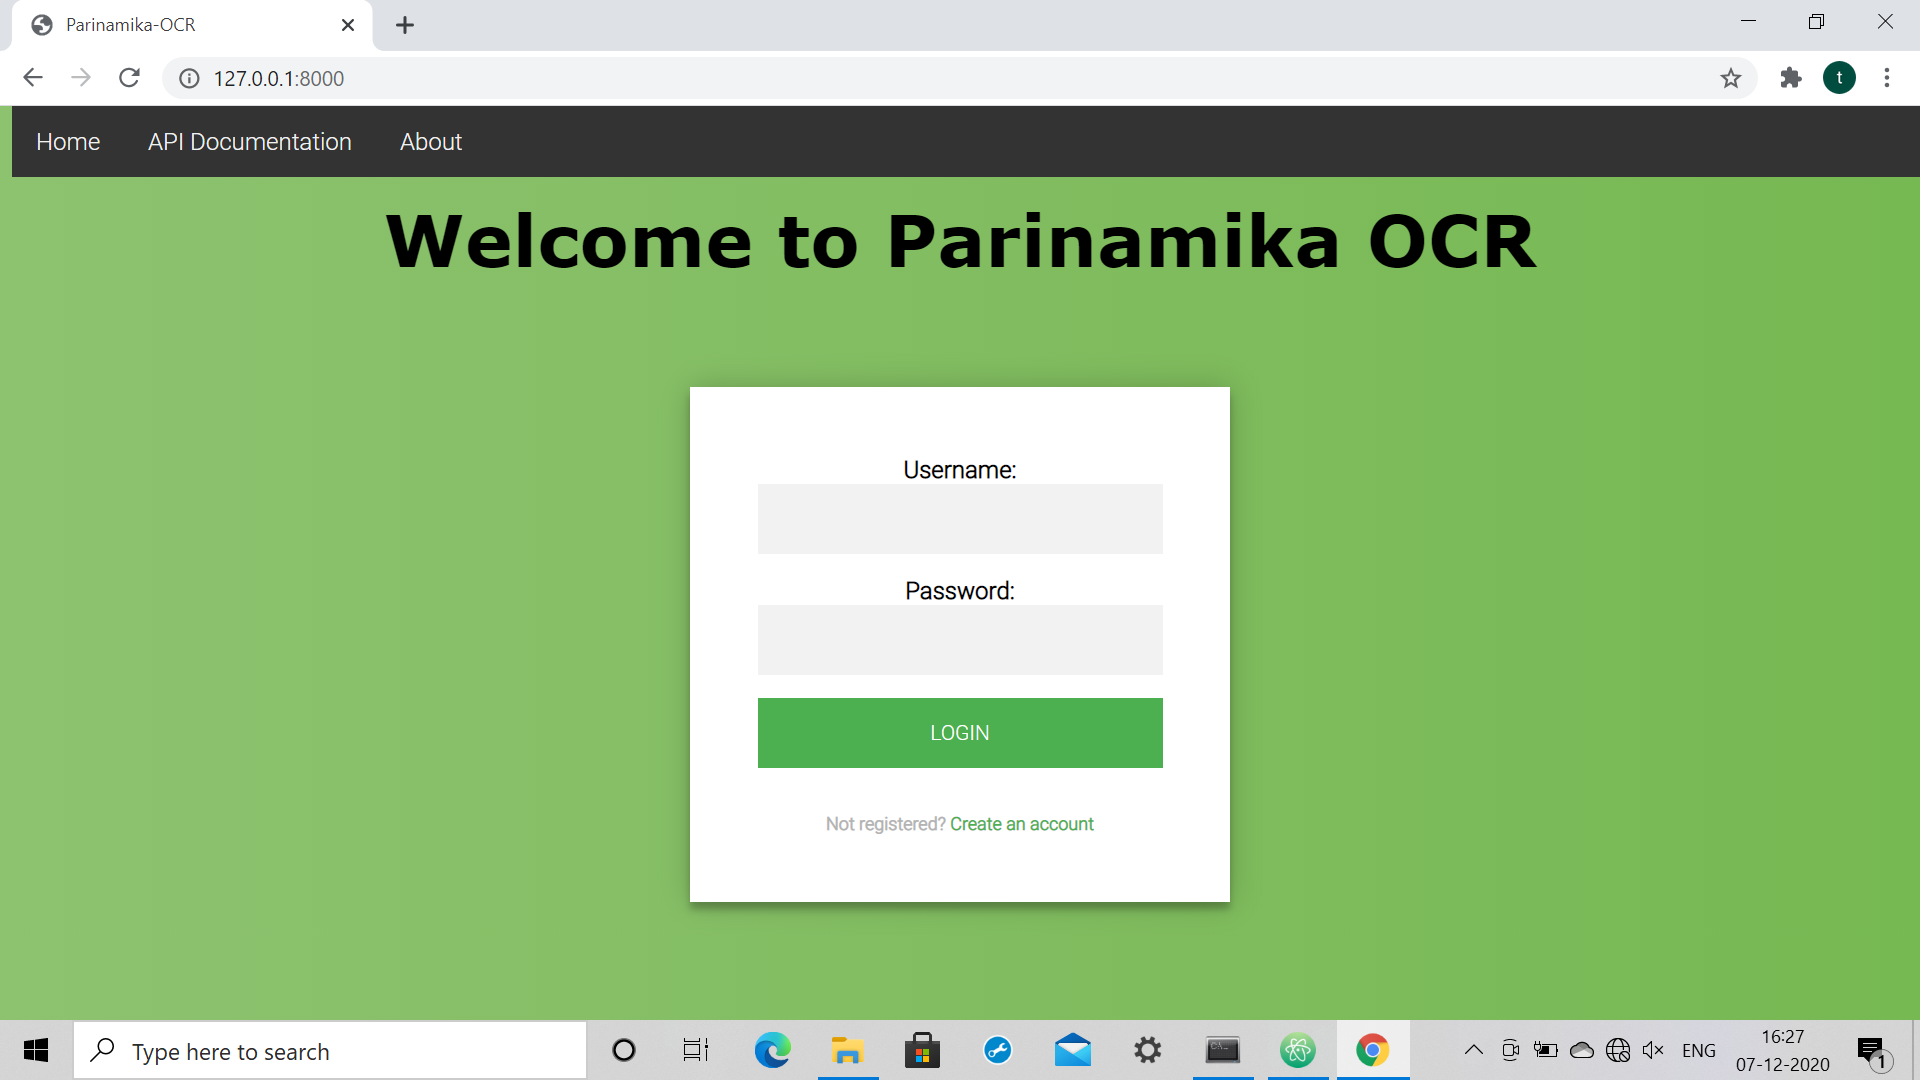 Parinamika-OCR
127.0.0.1:8000
t
Home API Documentation About
Welcome to Parinamika OCR
Username:
Password:
LOGIN
Not registered? Create an account
Type here to search
ENG
16:27
07-12-2020
1